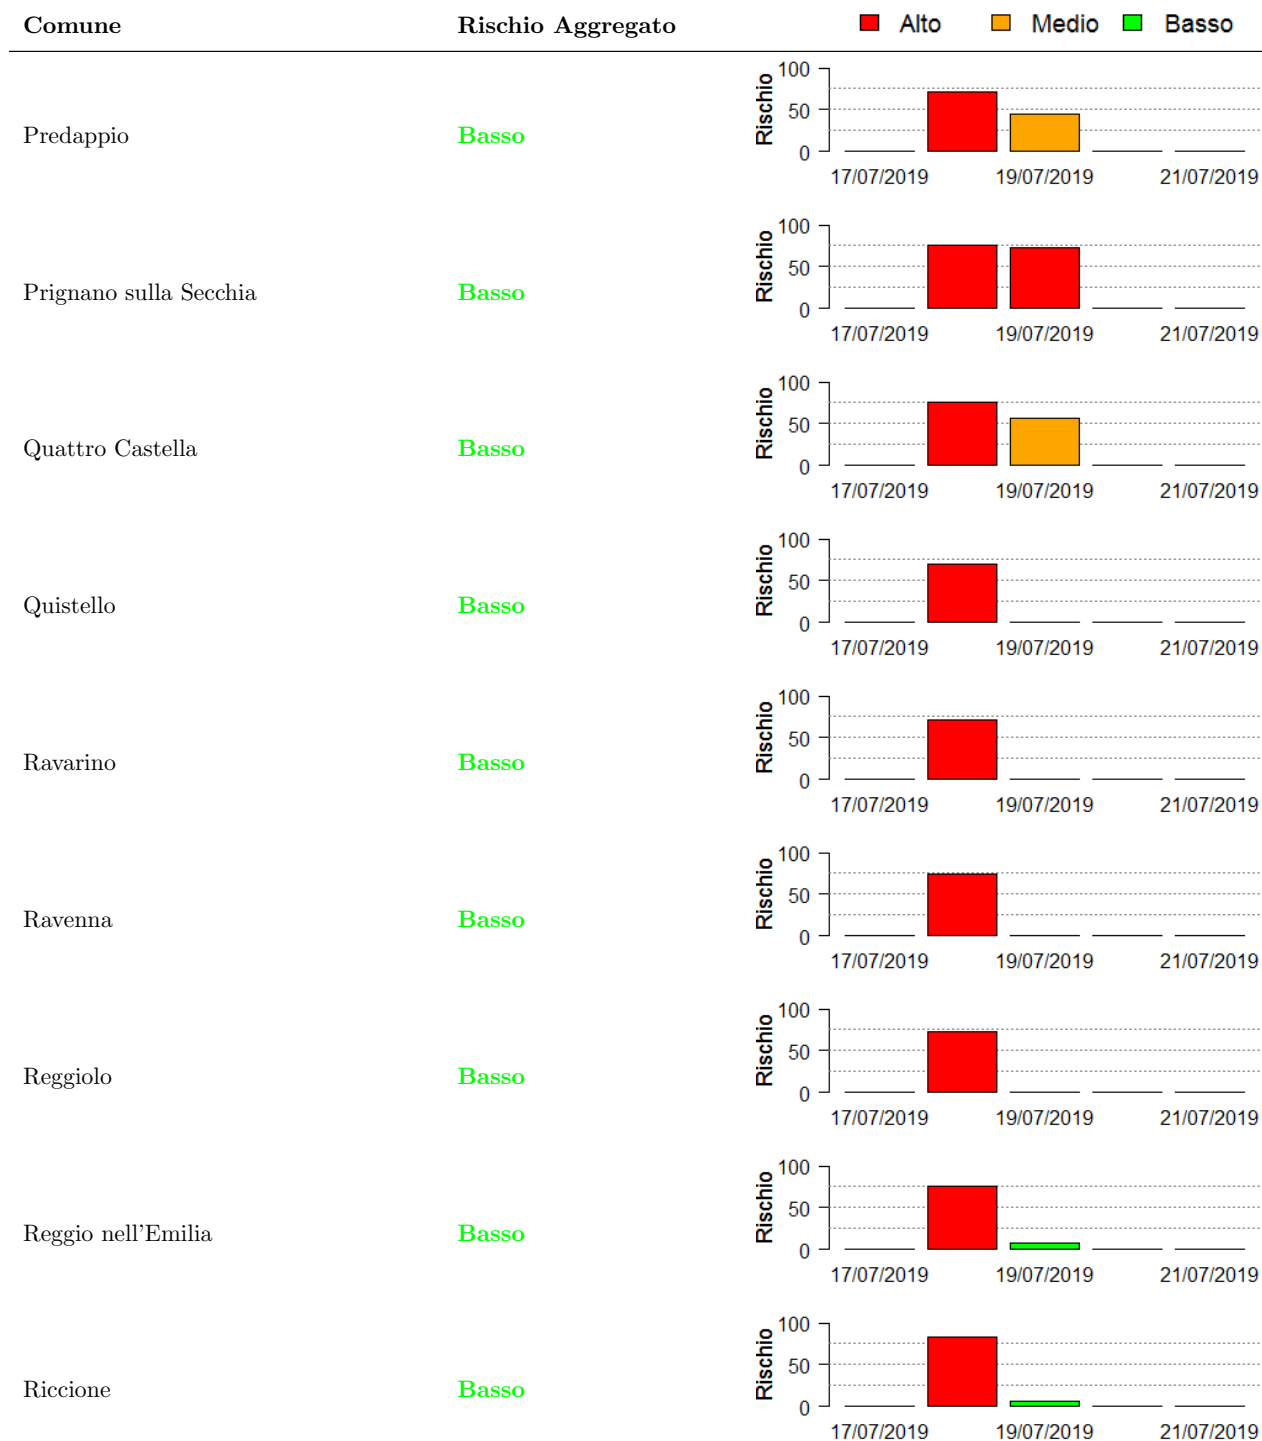 Comune Rischio Aggregato Alto Medio Basso
Predappio Basso Rischio 100 50 0
17/07/2019 19/07/2019 21/07/2019
Prignano sulla Secchia Basso Rischio 100 50 0
17/07/2019 19/07/2019 21/07/2019
Quattro Castella Basso Rischio 100 50 0
17/07/2019 19/07/2019 21/07/2019
Quistello Basso Rischio 100 50 0
17/07/2019 19/07/2019 21/07/2019
Ravarino Basso Rischio 100 50 0
17/07/2019 19/07/2019 21/07/2019
Ravenna Basso Rischio 100 50 0
17/07/2019 19/07/2019 21/07/2019
Reggiolo Basso Rischio 100 50 0
17/07/2019 19/07/2019 21/07/2019
Reggio nell'Emilia Basso Rischio 100 50 0
17/07/2019 19/07/2019 21/07/2019
Riccione Basso Rischio 100 50 0
17/07/2019 19/07/2019 21/07/2019